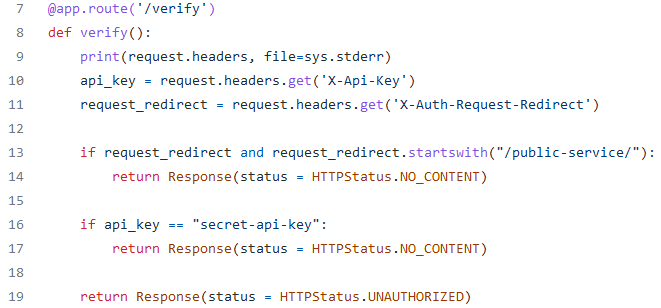 7 @app.route('/verify')
8 def verify():
9     print(request.headers, file=sys.stderr)
10     api_key = request.headers.get('X-Api-Key')
11     request_redirect = request.headers.get('X-Auth-Request-Redirect')
12
13     if request_redirect and request_redirect.startswith("/public-service/"):
14         return Response(status = HTTPStatus.NO_CONTENT)
15
16     if api_key == "secret-api-key":
17         return Response(status = HTTPStatus.NO_CONTENT)
18
19     return Response(status = HTTPStatus.UNAUTHORIZED)